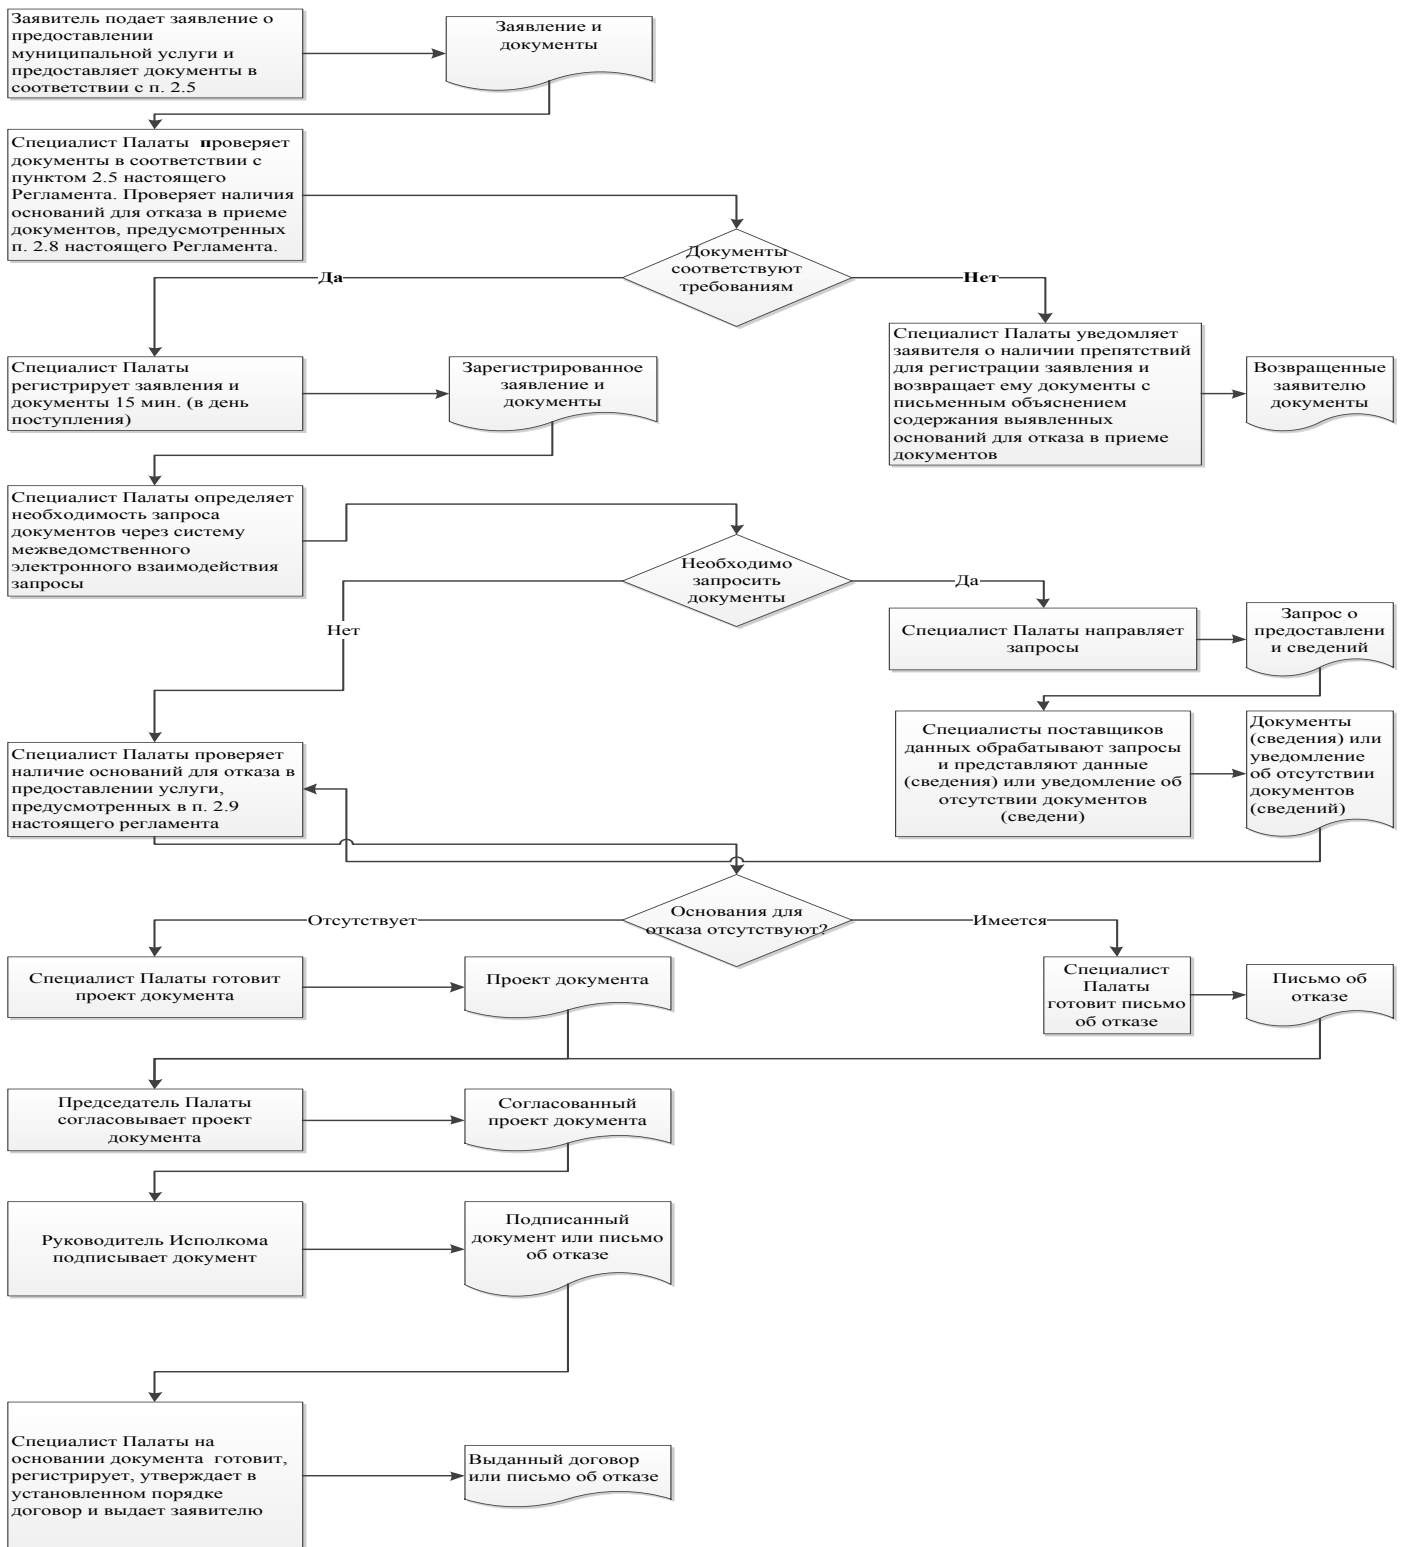 Заявитель подает заявление о
предоставлении
муниципальной услуги и
предоставляет документы в
соответствии с п. 2.5
Заявление и
документы
Специалист Палаты  проверяет
документы в соответствии с
пунктом 2.5 настоящего
Регламента. Проверяет наличия
оснований для отказа в приеме
документов, предусмотренных
п. 2.8 настоящего Регламента.
Документы
соответствуют
требованиям
Да
Нет
Специалист Палаты
регистрирует заявления и
документы 15 мин. (в день
поступления)
Зарегистрированное
заявление и
документы
Специалист Палаты уведомляет
заявителя о наличии препятствий
для регистрации заявления и
возвращает ему документы с
письменным объяснением
содержания выявленных
оснований для отказа в приеме
документов
Возвращенные
заявителю
документы
Специалист Палаты определяет
необходимость запроса
документов через систему
межведомственного
электронного взаимодействия
запросы
Необходимо
запросить
документы
Да
Нет
Специалист Палаты направляет
запросы
Запрос о
предоставлени
и сведений
Специалисты поставщиков
данных обрабатывают запросы
и представляют данные
(сведения) или уведомление об
отсутствии документов
(сведени)
Документы
(сведения) или
уведомление
об отсутствии
документов
(сведений)
Специалист Палаты проверяет
наличие оснований для отказа в
предоставлении услуги,
предусмотренных в п. 2.9
настоящего регламента
Основания для
отказа отсутствуют?
Отсутствует
Имеется
Специалист Палаты готовит
проект документа
Проект документа
Специалист
Палаты
готовит письмо
об отказе
Письмо об
отказе
Председатель Палаты
согласовывает проект
документа
Согласованный
проект документа
Руководитель Исполкома
подписывает документ
Подписанный
документ или письмо
об отказе
Специалист Палаты на
основании документа  готовит,
регистрирует, утверждает в
установленном порядке
договор и выдает заявителю
Выданный договор
или письмо об отказе